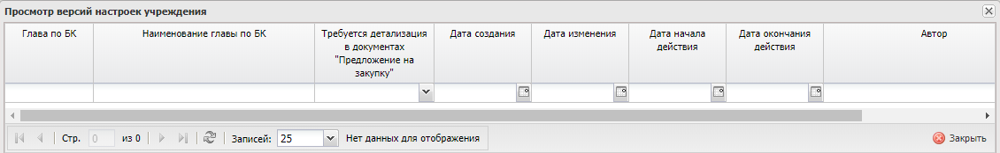 Просмотр версий настроек учреждения
Глава по БК
Наименование главы по БК
Требуется детализация
в документах
"Предложение на
закупку"
Дата создания
Дата изменения
Дата начала
действия
Дата окончания
действия
Автор
Стр. 0 из 0 Записей: 25 Нет данных для отображения Закрыть